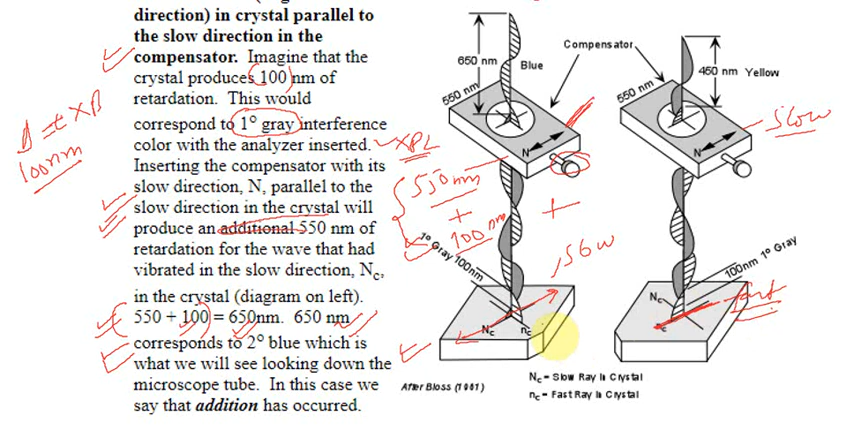 direction) in crystal parallel to
the slow direction in the
compensator. Imagine that the
crystal produces 100 nm of
retardation. This would
correspond to 1° gray interference
color with the analyzer inserted.
Inserting the compensator with its
slow direction, N, parallel to the
slow direction in the crystal will
produce an additional 550 nm of
retardation for the wave that had
vibrated in the slow direction, Nc,
in the crystal (diagram on left).
550 + 100 = 650nm. 650 nm
corresponds to 2° blue which is
what we will see looking down the
microscope tube. In this case we
say that addition has occurred.
Δ = t × B
100nm
XPL
550nm
+
100 nm
650 nm
Blue
Compensator
550 nm
N
1° Gray 100nm
Nc
nc
+
slow
450 nm Yellow
550 nm
N
slow
100nm 1° Gray
Nc
fast
After Bloss (1961)
Nc = Slow Ray in Crystal
nc = Fast Ray in Crystal